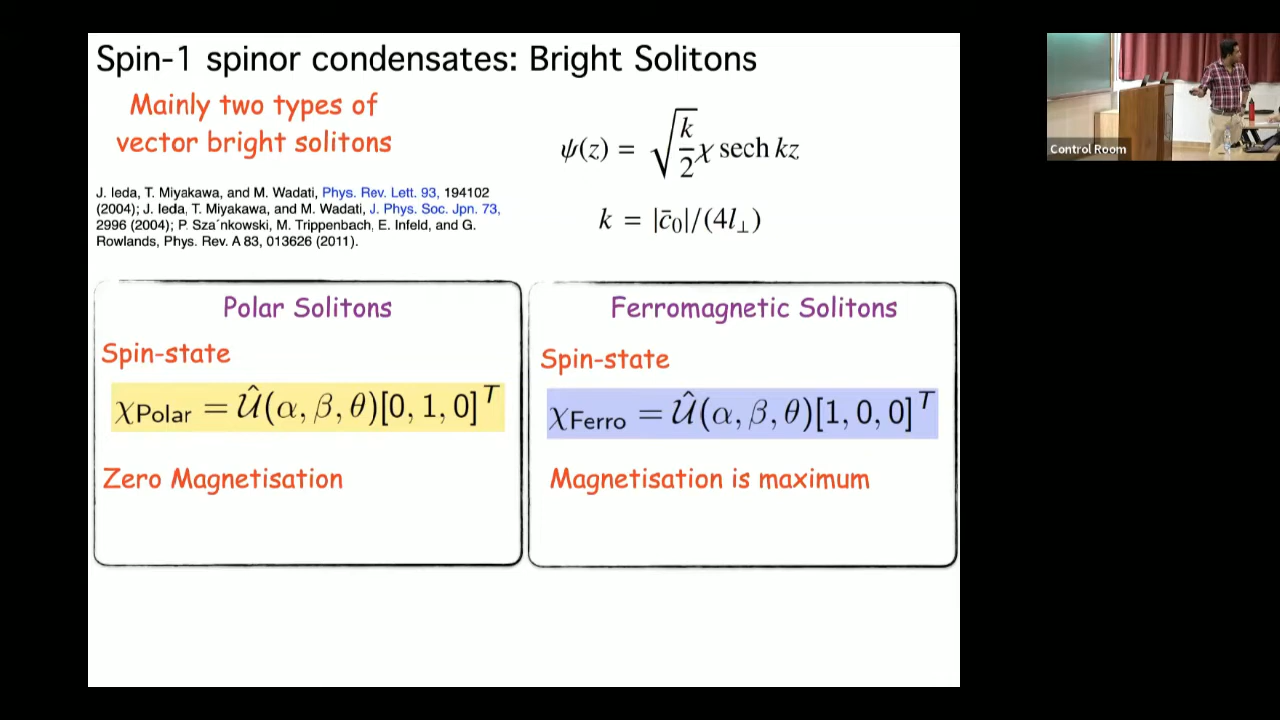 Spin-1 spinor condensates: Bright Solitons
Mainly two types of
vector bright solitons
ψ(z) = √(k/2) χ sech kz
k = |c̄₀|/(4l⊥)
J. Ieda, T. Miyakawa, and M. Wadati, Phys. Rev. Lett. 93, 194102
(2004); J. Ieda, T. Miyakawa, and M. Wadati, J. Phys. Soc. Jpn. 73,
2996 (2004); P. Sza´nkowski, M. Trippenbach, E. Infeld, and G.
Rowlands, Phys. Rev. A 83, 013626 (2011).
Polar Solitons
Spin-state
χPolar = Û(α, β, θ)[0, 1, 0]ᵀ
Zero Magnetisation
Ferromagnetic Solitons
Spin-state
χFerro = Û(α, β, θ)[1, 0, 0]ᵀ
Magnetisation is maximum
Control Room